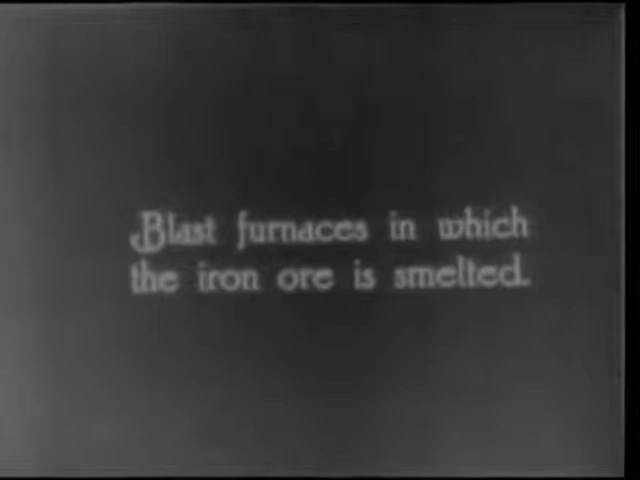 Blast furnaces in which
the iron ore is smelted.